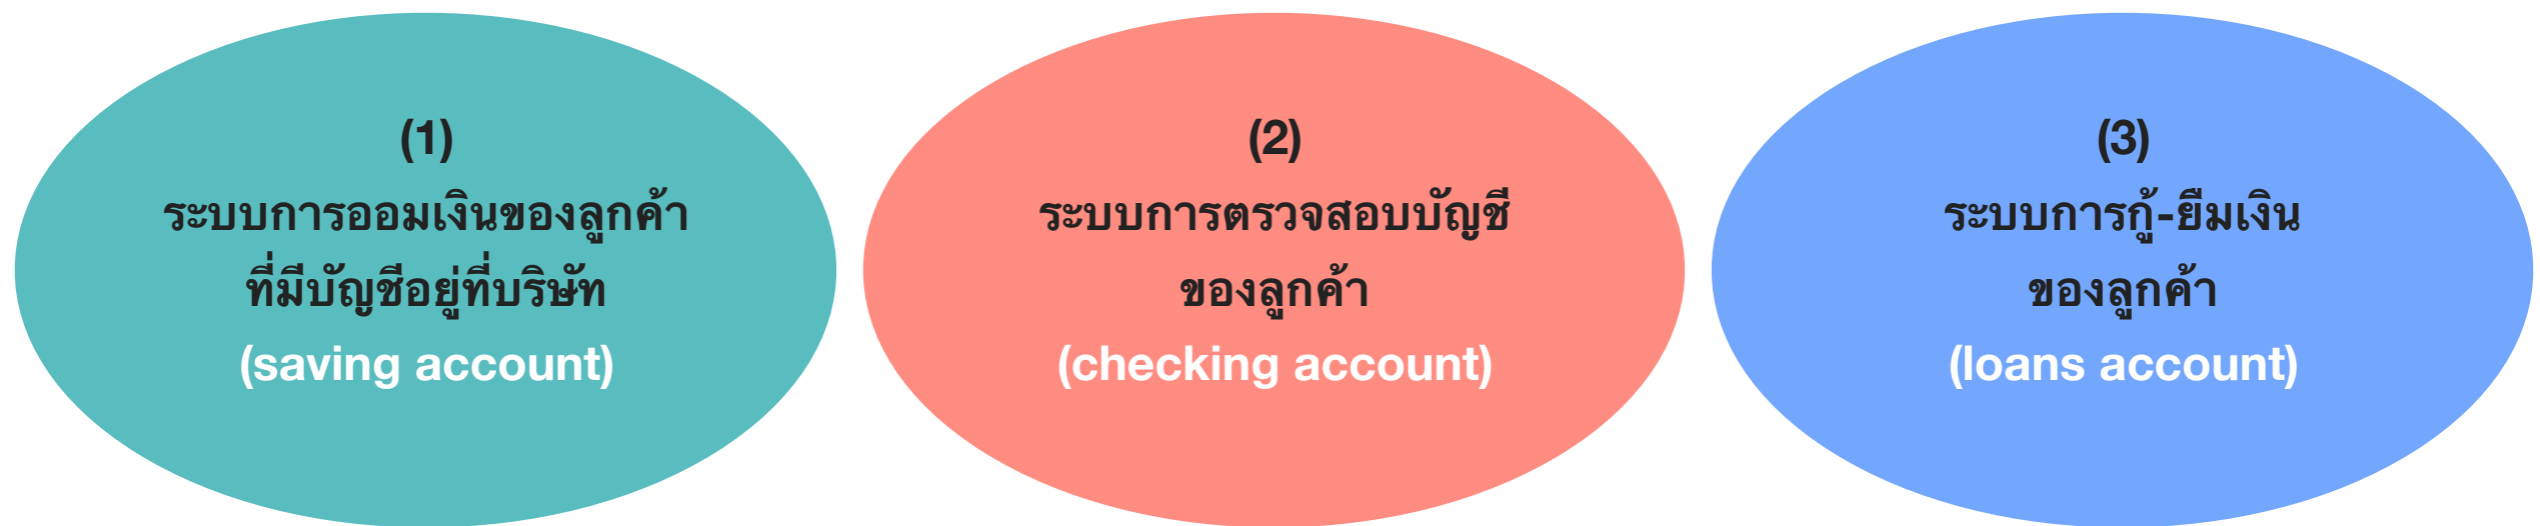 (1)
ระบบการออมเงินของลูกค้า
ที่มีบัญชีอยู่ที่บริษัท
(saving account)
(2)
ระบบการตรวจสอบบัญชี
ของลูกค้า
(checking account)
(3)
ระบบการกู้-ยืมเงิน
ของลูกค้า
(loans account)